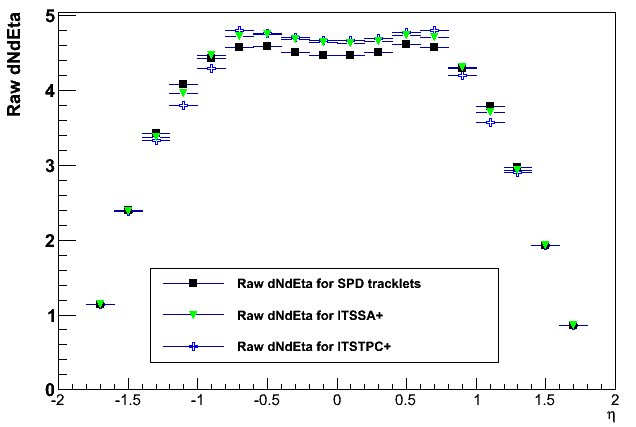 Raw dNdEta
5
4
3
2
1
0
Raw dNdEta for SPD tracklets
Raw dNdEta for ITSSA+
Raw dNdEta for ITSTPC+
-2 -1.5 -1 -0.5 0 0.5 1 1.5 2
η